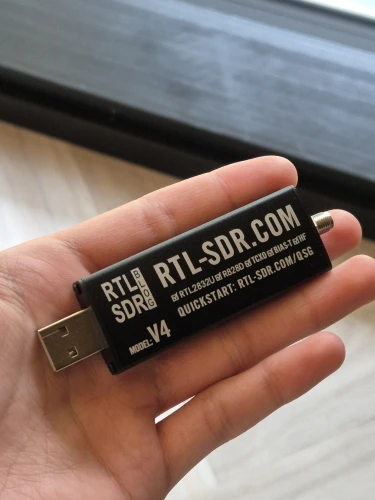 RTL
SDR
BLOG
RTL-SDR.COM
☑ RTL2832U ☑ R828D ☑ TCXO ☑ BIAS-T ☑ HF
QUICKSTART: RTL-SDR.COM/QSG
MODEL: V4